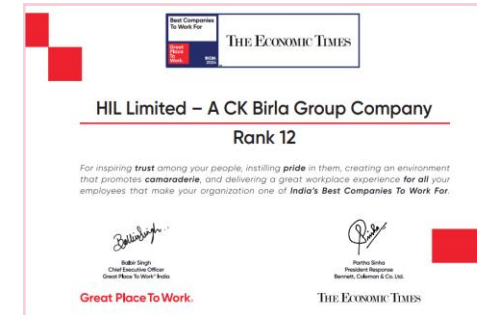 Best Companies
To Work For
Great
Place
To
Work.
THE ECONOMIC TIMES
HIL Limited – A CK Birla Group Company
Rank 12
For inspiring trust among your people, instilling pride in them, creating an environment
that promotes camaraderie, and delivering a great workplace experience for all your
employees that make your organization one of India's Best Companies To Work For.
Balbir Singh
Chief Executive Officer
Great Place To Work® India
Partha Sinha
President Response
Bennett, Coleman & Co. Ltd.
Great Place To Work.
THE ECONOMIC TIMES